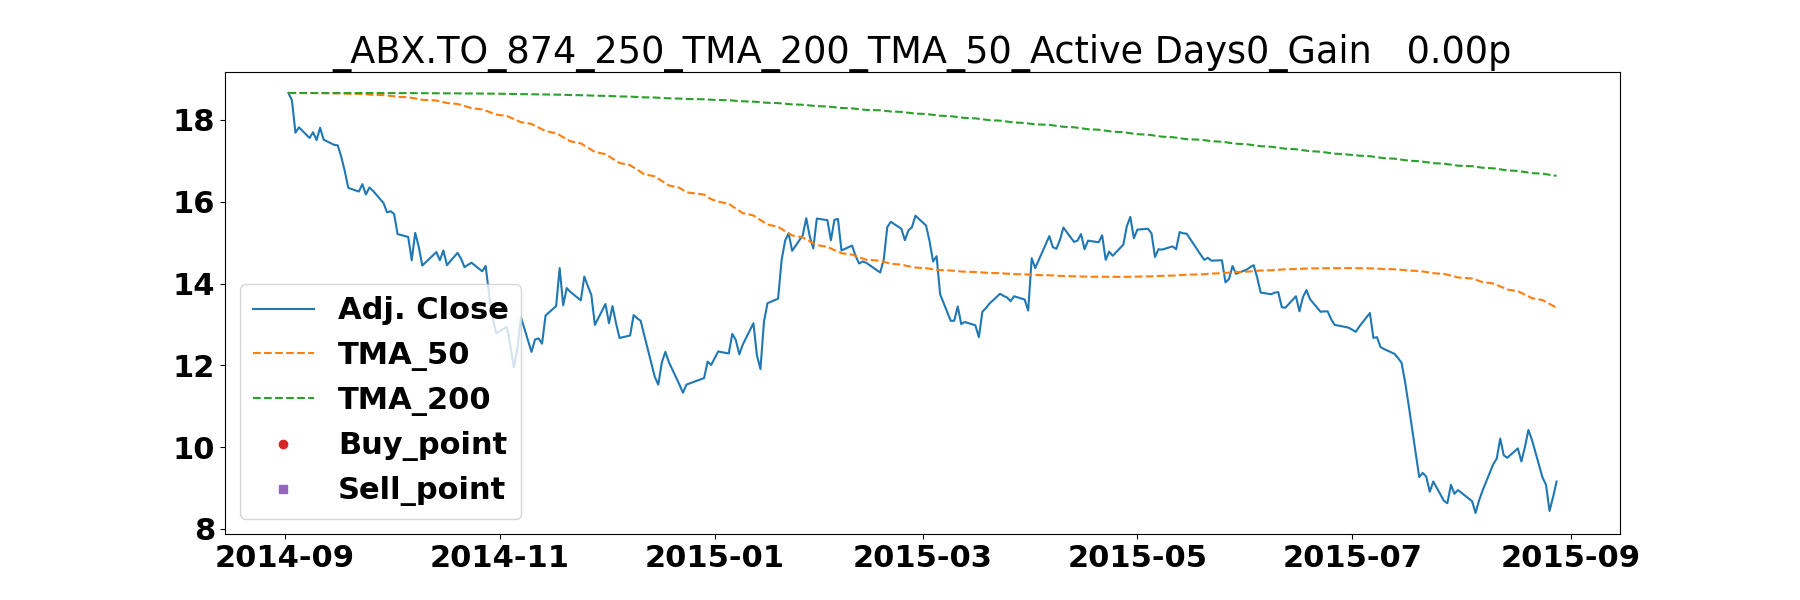 _ABX.TO_874_250_TMA_200_TMA_50_Active Days0_Gain   0.00p
18
16
14
12
10
8
Adj. Close
TMA_50
TMA_200
Buy_point
Sell_point
2014-09 2014-11 2015-01 2015-03 2015-05 2015-07 2015-09